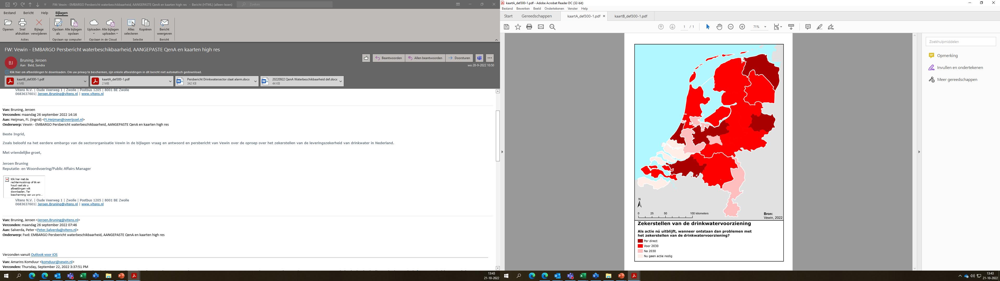 FW: Vewin - EMBARGO Persbericht waterbeschikbaarheid, AANGEPASTE QenA en kaarten high res - Bericht (HTML) (alleen-lezen)
Zoeken
Bestand Bericht Help Bijlagen
Openen
Snel afdrukken
Bijlage verwijderen
Opslaan als
Alle bijlagen opslaan
Uploaden
Alle bijlagen uploaden
Alles selecteren
Kopiëren
Bericht weergeven
Acties Opslaan op computer Opslaan in de Cloud Selectie Bericht
FW: Vewin - EMBARGO Persbericht waterbeschikbaarheid, AANGEPASTE QenA en kaarten high res
BJ
Bruning, Jeroen
Aan Beld, Sandra
Beantwoorden Allen beantwoorden Doorsturen
wo 28-9-2022 10:50
Klik hier om afbeeldingen te downloaden. Om uw privacy te beschermen, zijn enkele afbeeldingen in dit bericht niet automatisch gedownload.
kaartB_def300-1.pdf
4 MB
kaartA_def300-1.pdf
2 MB
Persbericht Drinkwatersector slaat alarm.docx
342 KB
20220922 QenA Waterbeschikbaarheid def.docx
44 KB
Vitens N.V. | Oude Veerweg 1 | Zwolle | Postbus 1205 | 8001 BE Zwolle
0683637601| Jeroen.Bruning@vitens.nl | www.vitens.nl
Van: Bruning, Jeroen
Verzonden: maandag 26 september 2022 14:16
Aan: Heijman, FI. (Ingrid) <FI.Heijman@overijssel.nl>
Onderwerp: Vewin - EMBARGO Persbericht waterbeschikbaarheid, AANGEPASTE QenA en kaarten high res
Beste Ingrid,
Zoals beloofd na het eerdere embargo van de sectororganisatie Vewin in de bijlagen vraag en antwoord en persbericht van Vewin over de oproep over het zekerstellen van de leveringszekerheid van drinkwater in Nederland.
Met vriendelijke groet,
Jeroen Bruning
Reputatie- en Woordvoering/Public Affairs Manager
Klik hier met de
rechtermuisknop of tik en
houd vast als u
afbeeldingen wilt
downloaden. Ter
bescherming van uw priv...
Vitens N.V. | Oude Veerweg 1 | Zwolle | Postbus 1205 | 8001 BE Zwolle
0683637601| Jeroen.Bruning@vitens.nl | www.vitens.nl
Van: Bruning, Jeroen <Jeroen.Bruning@vitens.nl>
Verzonden: maandag 26 september 2022 07:46
Aan: Salverda, Peter <Peter.Salverda@vitens.nl>
Onderwerp: Fwd: EMBARGO Persbericht waterbeschikbaarheid, AANGEPASTE QenA en kaarten high res
Verzonden vanuit Outlook voor iOS
Van: Amarins Komduur <komduur@vewin.nl>
Verzonden: Thursday, September 22, 2022 3:37:51 PM
13:43
21-10-2022
kaartA_def300-1.pdf - Adobe Acrobat Reader DC (32-bit)
Bestand Bewerken Beeld Ondertekenen Venster Help
Start Gereedschappen kaartA_def300-1.pdf kaartB_def300-1.pdf
1 / 1
71%
Zoekhulpmiddelen
Opmerking
Invullen en ondertekenen
Meer gereedschappen
N
0 25 50 100 kilometers
Bron:
Vewin, 2022
Zekerstellen van de drinkwatervoorziening
Als actie nú uitblijft, wanneer ontstaan dan problemen met
het zekerstellen van de drinkwatervoorziening?
Per direct
Voor 2030
Na 2030
Nu geen actie nodig
13:43
21-10-2022